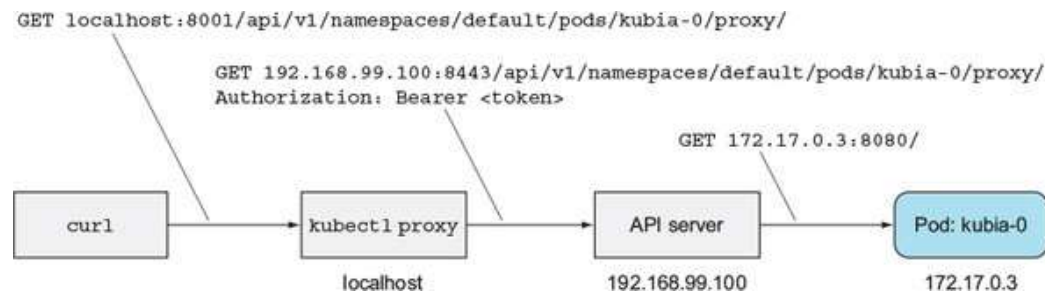 GET localhost:8001/api/v1/namespaces/default/pods/kubia-0/proxy/
GET 192.168.99.100:8443/api/v1/namespaces/default/pods/kubia-0/proxy/
Authorization: Bearer <token>
GET 172.17.0.3:8080/
curl
kubectl proxy
API server
Pod: kubia-0
localhost
192.168.99.100
172.17.0.3